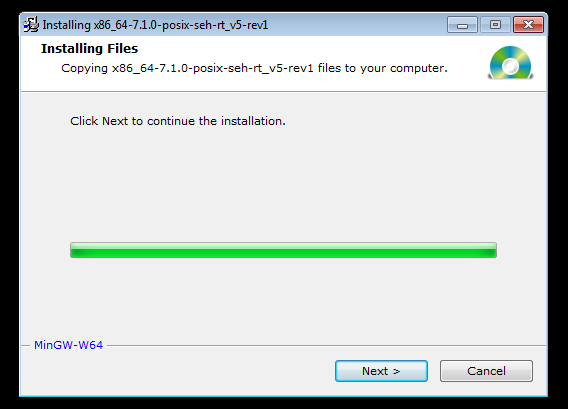 Installing x86_64-7.1.0-posix-seh-rt_v5-rev1
Installing Files
Copying x86_64-7.1.0-posix-seh-rt_v5-rev1 files to your computer.
Click Next to continue the installation.
MinGW-W64
Next >
Cancel